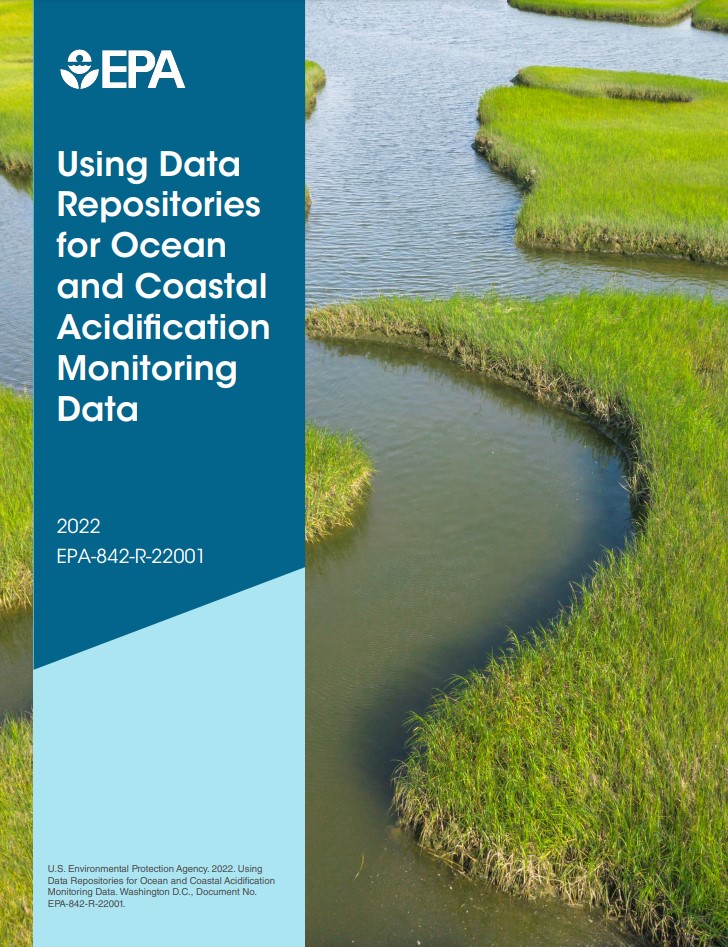 EPA
Using Data
Repositories
for Ocean
and Coastal
Acidification
Monitoring
Data
2022
EPA-842-R-22001
U.S. Environmental Protection Agency. 2022. Using
Data Repositories for Ocean and Coastal Acidification
Monitoring Data. Washington D.C., Document No.
EPA-842-R-22001.